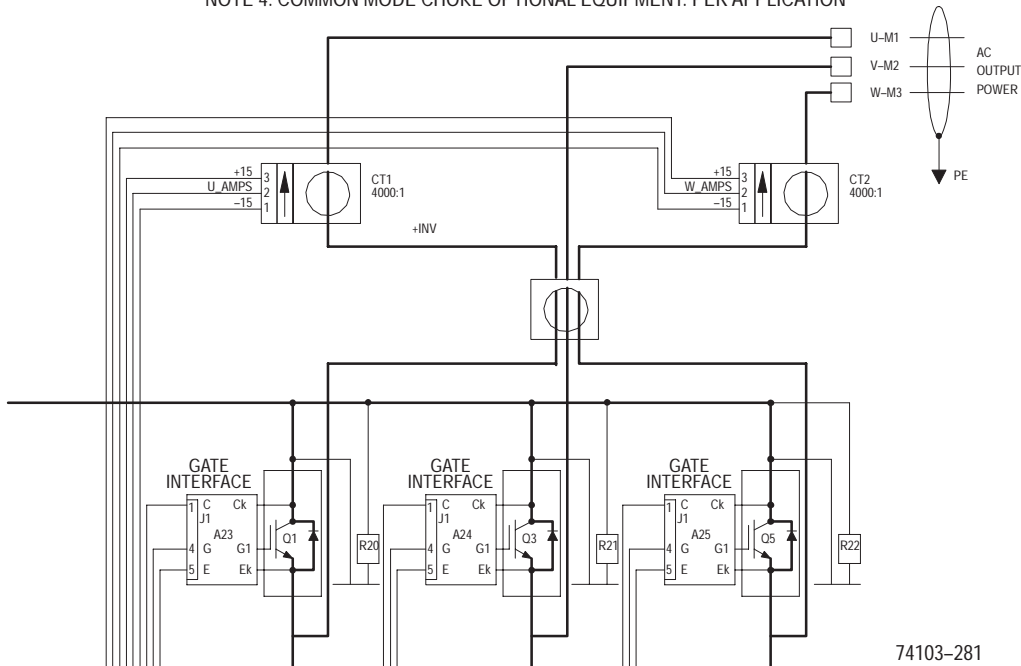 NOTE 4: COMMON MODE CHOKE OPTIONAL EQUIPMENT. PER APPLICATION
U–M1
V–M2
W–M3
AC
OUTPUT
POWER
PE
+15
U_AMPS
–15
3
2
1
CT1
4000:1
+15
W_AMPS
–15
3
2
1
CT2
4000:1
+INV
GATE
INTERFACE
1
C
Ck
J1
A23
4
G
G1
5
E
Ek
Q1
R20
GATE
INTERFACE
1
C
Ck
J1
A24
4
G
G1
5
E
Ek
Q3
R21
GATE
INTERFACE
1
C
Ck
J1
A25
4
G
G1
5
E
Ek
Q5
R22
74103–281